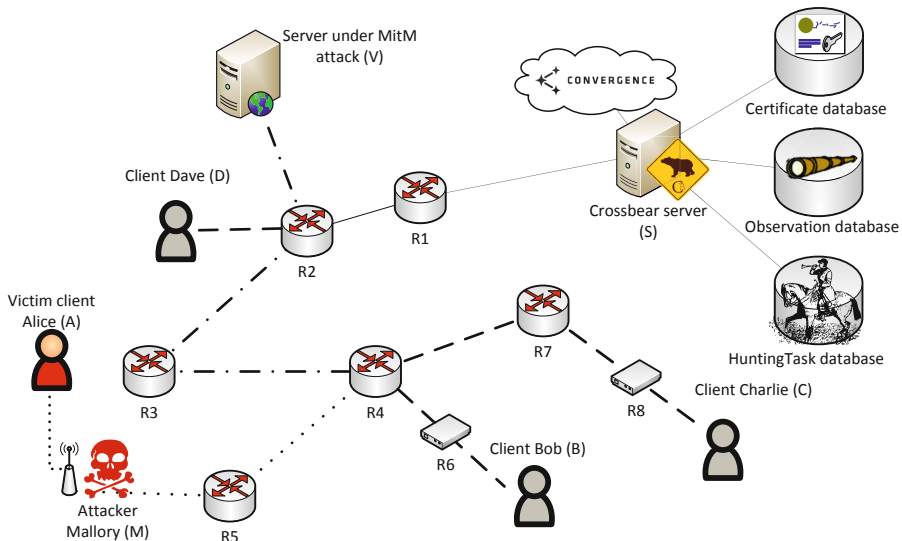 Server under MitM
attack (V)
CONVERGENCE
Certificate database
Client Dave (D)
R1
Crossbear server
(S)
Observation database
R2
Victim client
Alice (A)
R7
HuntingTask database
R3
R4
R8
Client Charlie (C)
R6
Client Bob (B)
Attacker
Mallory (M)
R5